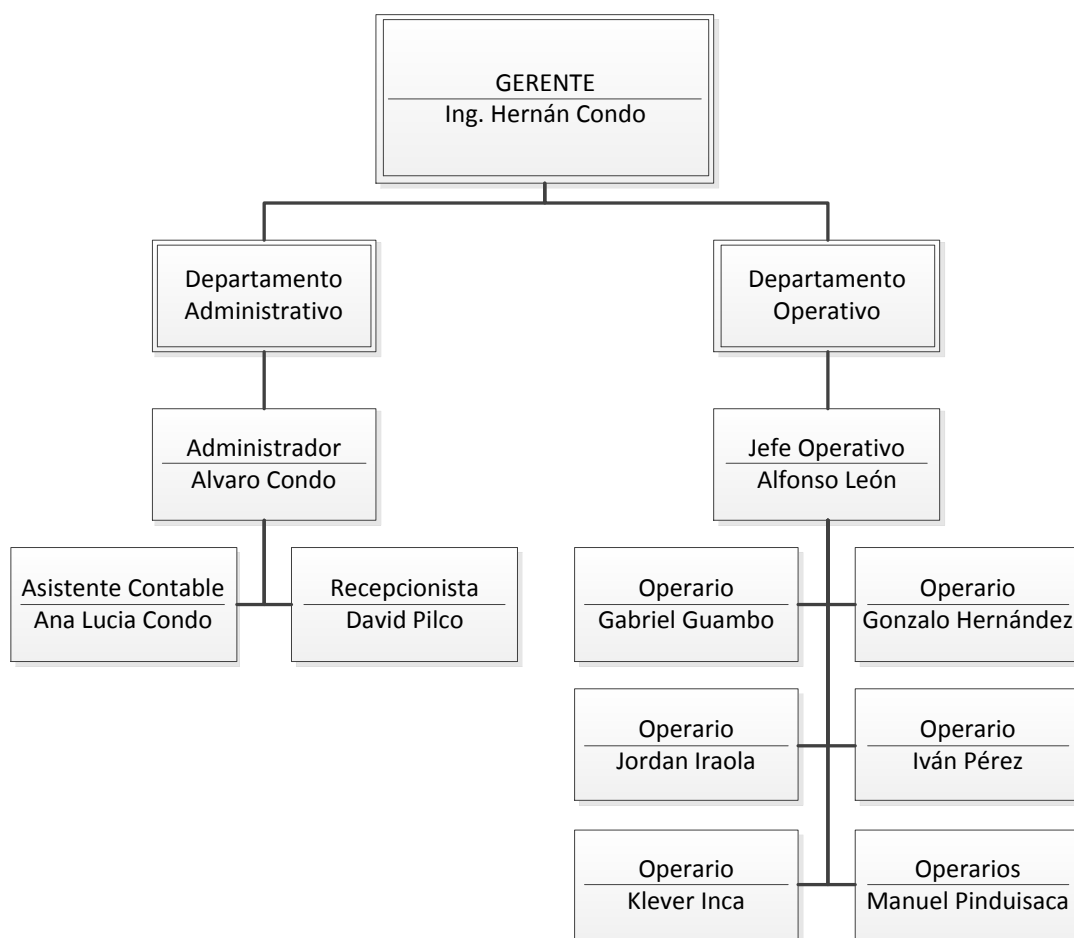 GERENTE
Ing. Hernán Condo
Departamento
Administrativo
Departamento
Operativo
Administrador
Alvaro Condo
Jefe Operativo
Alfonso León
Asistente Contable
Ana Lucia Condo
Recepcionista
David Pilco
Operario
Gabriel Guambo
Operario
Gonzalo Hernández
Operario
Jordan Iraola
Operario
Iván Pérez
Operario
Klever Inca
Operarios
Manuel Pinduisaca